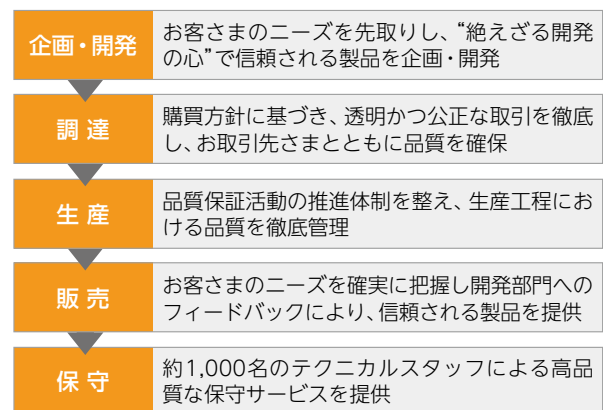 企画・開発
お客さまのニーズを先取りし、“絶えざる開発
の心”で信頼される製品を企画・開発
調達
購買方針に基づき、透明かつ公正な取引を徹底
し、お取引先さまとともに品質を確保
生産
品質保証活動の推進体制を整え、生産工程にお
ける品質を徹底管理
販売
お客さまのニーズを確実に把握し開発部門への
フィードバックにより、信頼される製品を提供
保守
約1,000名のテクニカルスタッフによる高品
質な保守サービスを提供